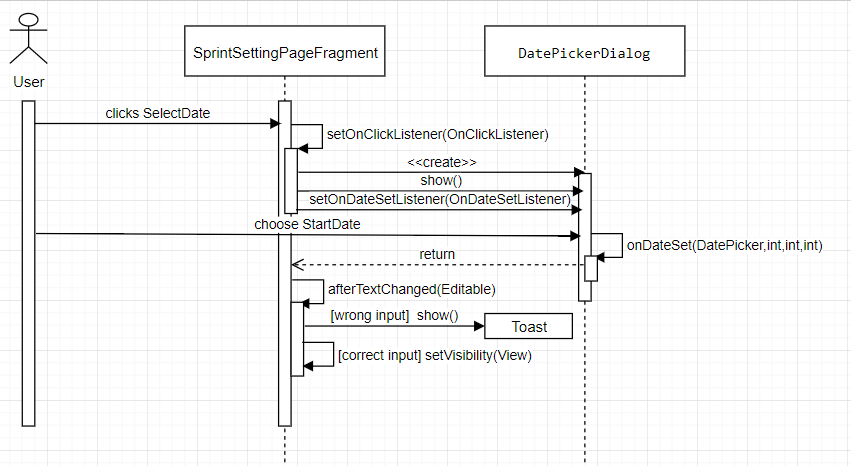 SprintSettingPageFragment
DatePickerDialog
User
clicks SelectDate
setOnClickListener(OnClickListener)
<<create>>
show()
setOnDateSetListener(OnDateSetListener)
choose StartDate
onDateSet(DatePicker,int,int,int)
return
afterTextChanged(Editable)
[wrong input] show()
Toast
[correct input] setVisibility(View)